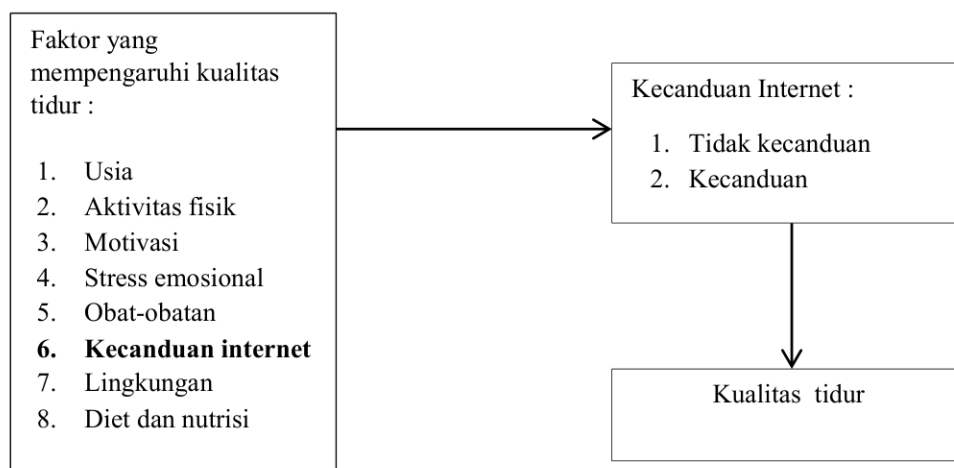 Faktor yang
mempengaruhi kualitas
tidur :
1. Usia
2. Aktivitas fisik
3. Motivasi
4. Stress emosional
5. Obat-obatan
6. Kecanduan internet
7. Lingkungan
8. Diet dan nutrisi
Kecanduan Internet :
1. Tidak kecanduan
2. Kecanduan
Kualitas tidur